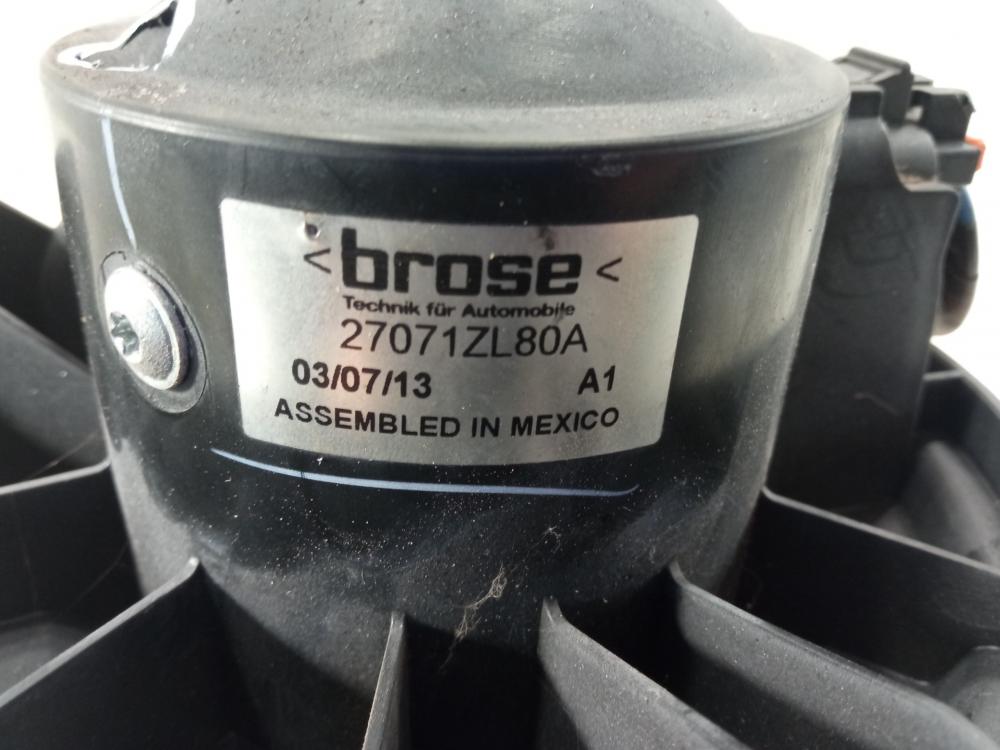 <brose<
Technik für Automobile
27071ZL80A
03/07/13 A1
ASSEMBLED IN MEXICO